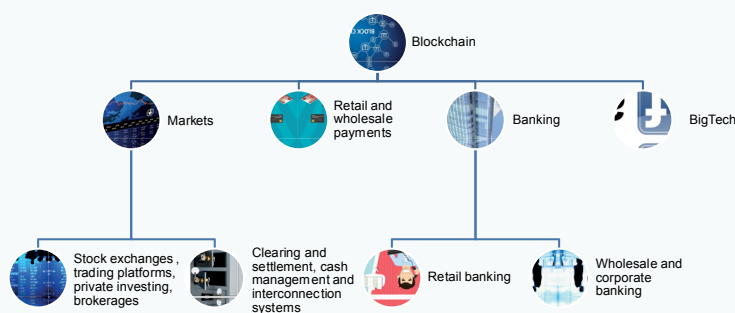 Blockchain
Markets
Retail and
wholesale
payments
Banking
BigTech
Stock exchanges,
trading platforms,
private investing,
brokerages
Clearing and
settlement, cash
management and
interconnection
systems
Retail banking
Wholesale and
corporate
banking